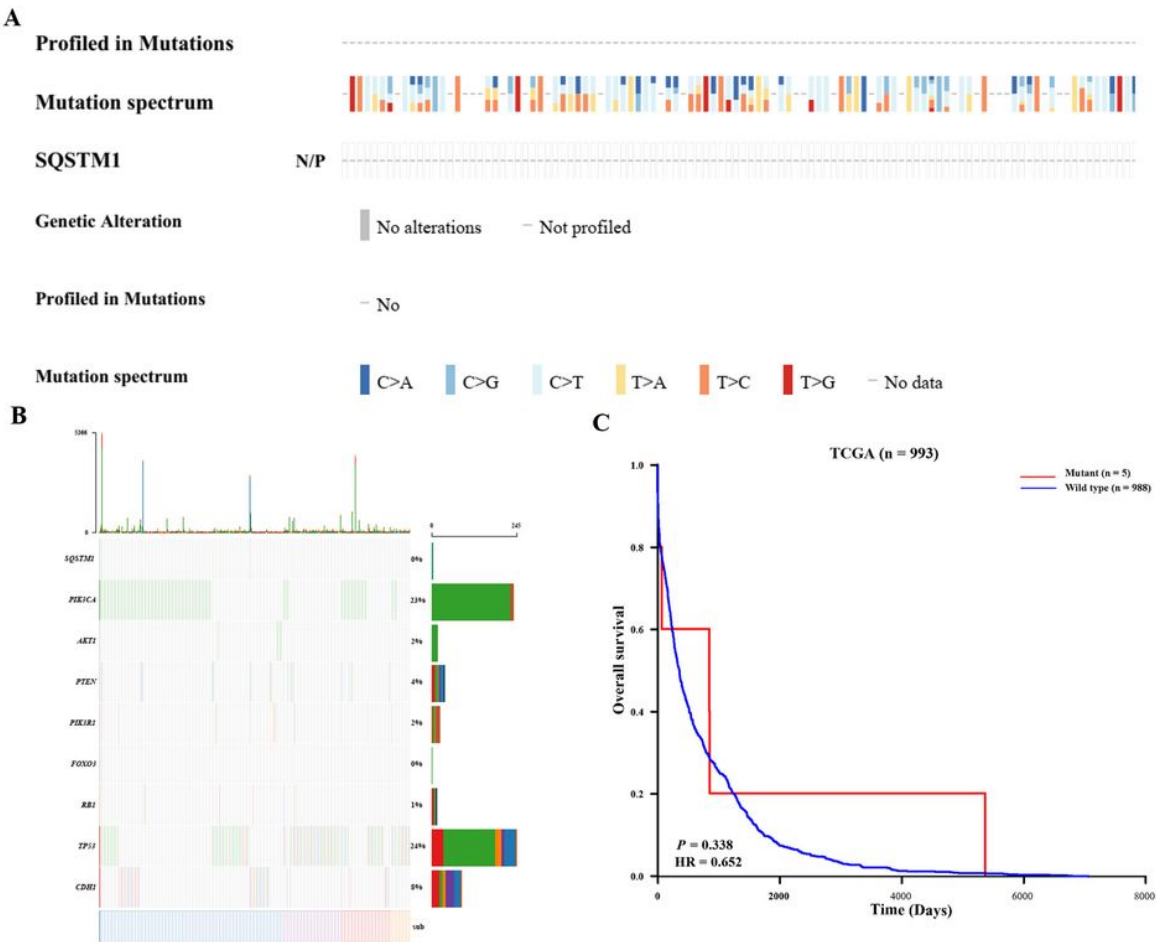 A
Profiled in Mutations
Mutation spectrum
SQSTM1 N/P
Genetic Alteration No alterations Not profiled
Profiled in Mutations No
Mutation spectrum C>A C>G C>T T>A T>C T>G No data
B
0
0 245
SQSTM1 0%
PIK3CA 23%
AKT1 2%
PTEN 4%
PIK3R1 2%
FOXO3 0%
RB1 1%
TP53 24%
CDH1 8%
sub
C
TCGA (n = 993)
Mutant (n = 5)
Wild type (n = 988)
Overall survival
1.0
0.8
0.6
0.4
0.2
0.0
P = 0.338
HR = 0.652
0 2000 4000 6000 8000
Time (Days)